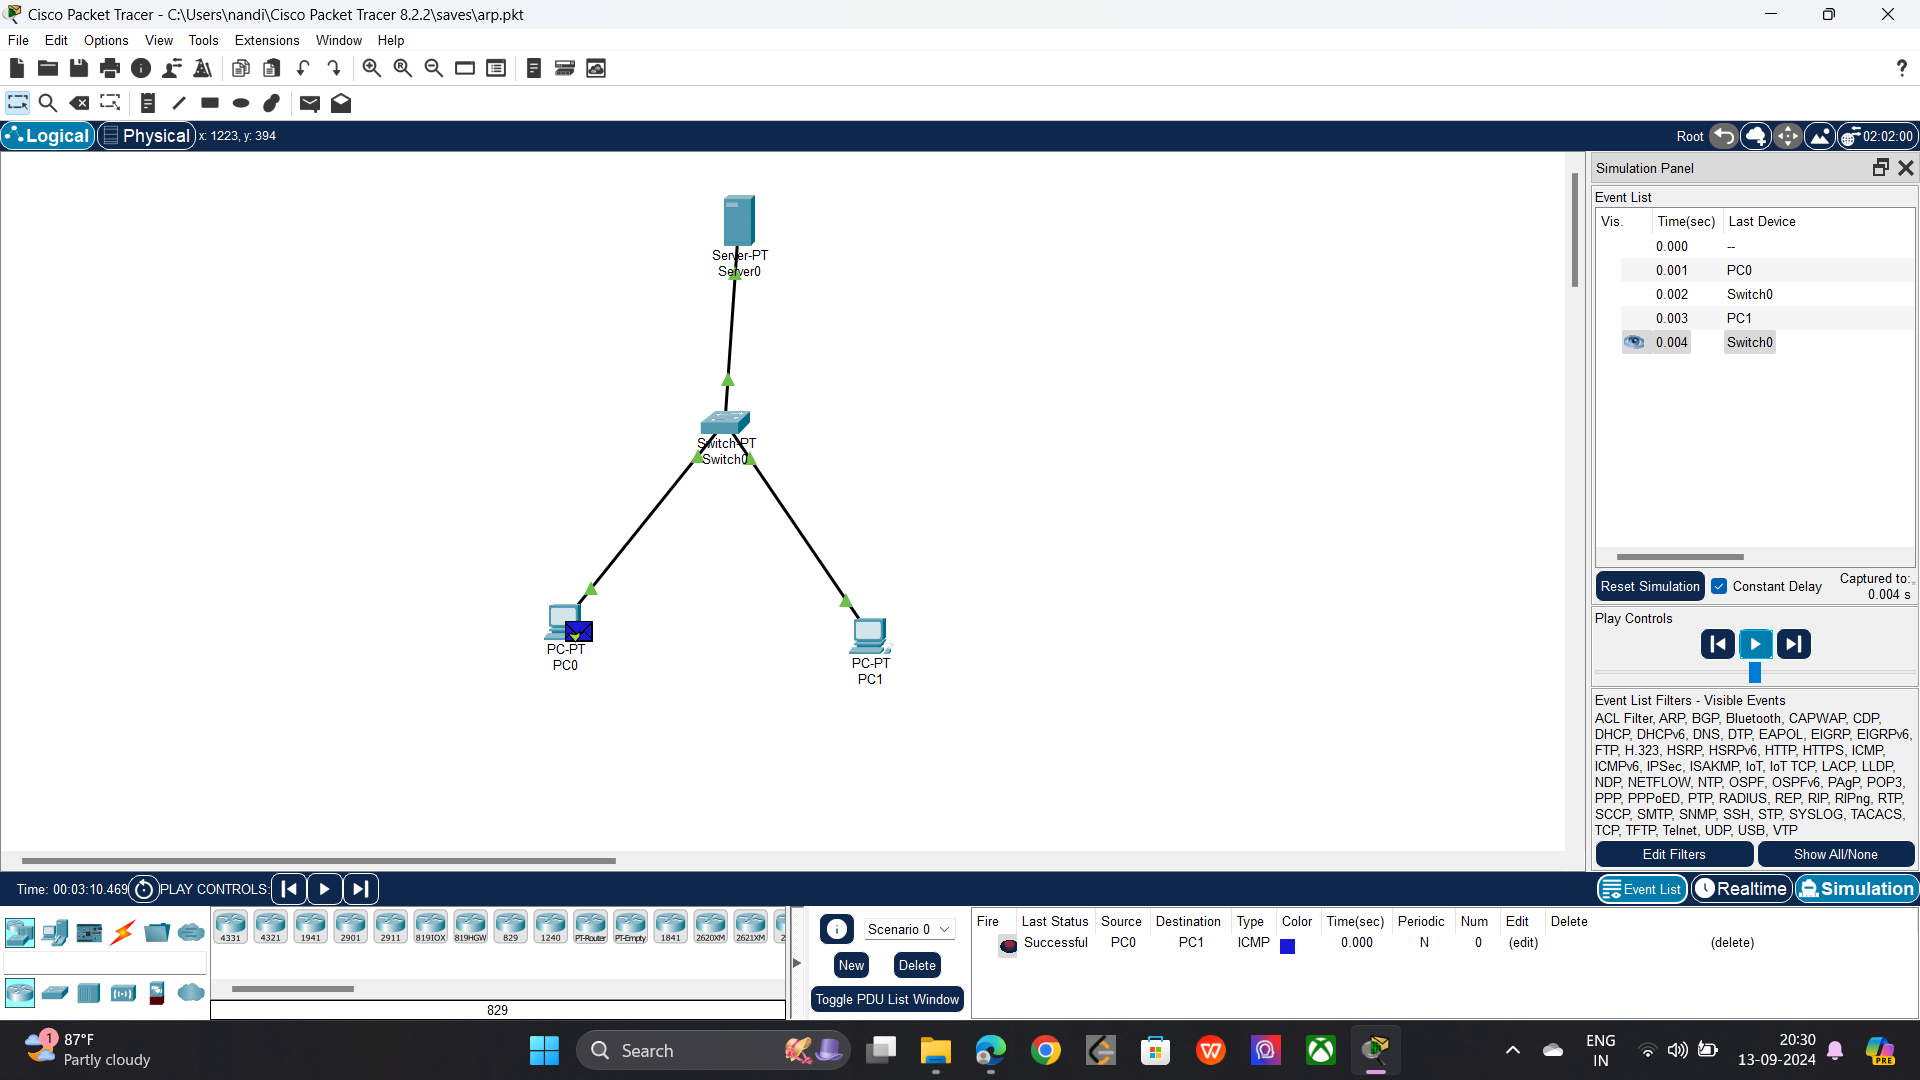 Cisco Packet Tracer - C:\Users\nandi\Cisco Packet Tracer 8.2.2\saves\arp.pkt
File Edit Options View Tools Extensions Window Help
?
Logical Physical x: 1223, y: 394 Root 02:02:00
Simulation Panel
Event List
Vis. Time(sec) Last Device
0.000 --
0.001 PC0
0.002 Switch0
0.003 PC1
0.004 Switch0
Server-PT
Server0
Switch-PT
Switch0
PC-PT
PC0
PC-PT
PC1
Reset Simulation Constant Delay Captured to:
0.004 s
Play Controls
Event List Filters - Visible Events
ACL Filter, ARP, BGP, Bluetooth, CAPWAP, CDP,
DHCP, DHCPv6, DNS, DTP, EAPOL, EIGRP, EIGRPv6,
FTP, H.323, HSRP, HSRPv6, HTTP, HTTPS, ICMP,
ICMPv6, IPSec, ISAKMP, IoT, IoT TCP, LACP, LLDP,
NDP, NETFLOW, NTP, OSPF, OSPFv6, PAgP, POP3,
PPP, PPPoED, PTP, RADIUS, REP, RIP, RIPng, RTP,
SCCP, SMTP, SNMP, SSH, STP, SYSLOG, TACACS,
TCP, TFTP, Telnet, UDP, USB, VTP
Edit Filters Show All/None
Time: 00:03:10.469 PLAY CONTROLS: Event List Realtime Simulation
4331 4321 1941 2901 2911 819IOX 819HGW 829 1240 PT-Router PT-Empty 1841 2620XM 2621XM 2
829
Scenario 0
New Delete
Toggle PDU List Window
Fire Last Status Source Destination Type Color Time(sec) Periodic Num Edit Delete
Successful PC0 PC1 ICMP 0.000 N 0 (edit) (delete)
1 87°F
Partly cloudy
Search
ENG
IN
20:30
13-09-2024
PRE